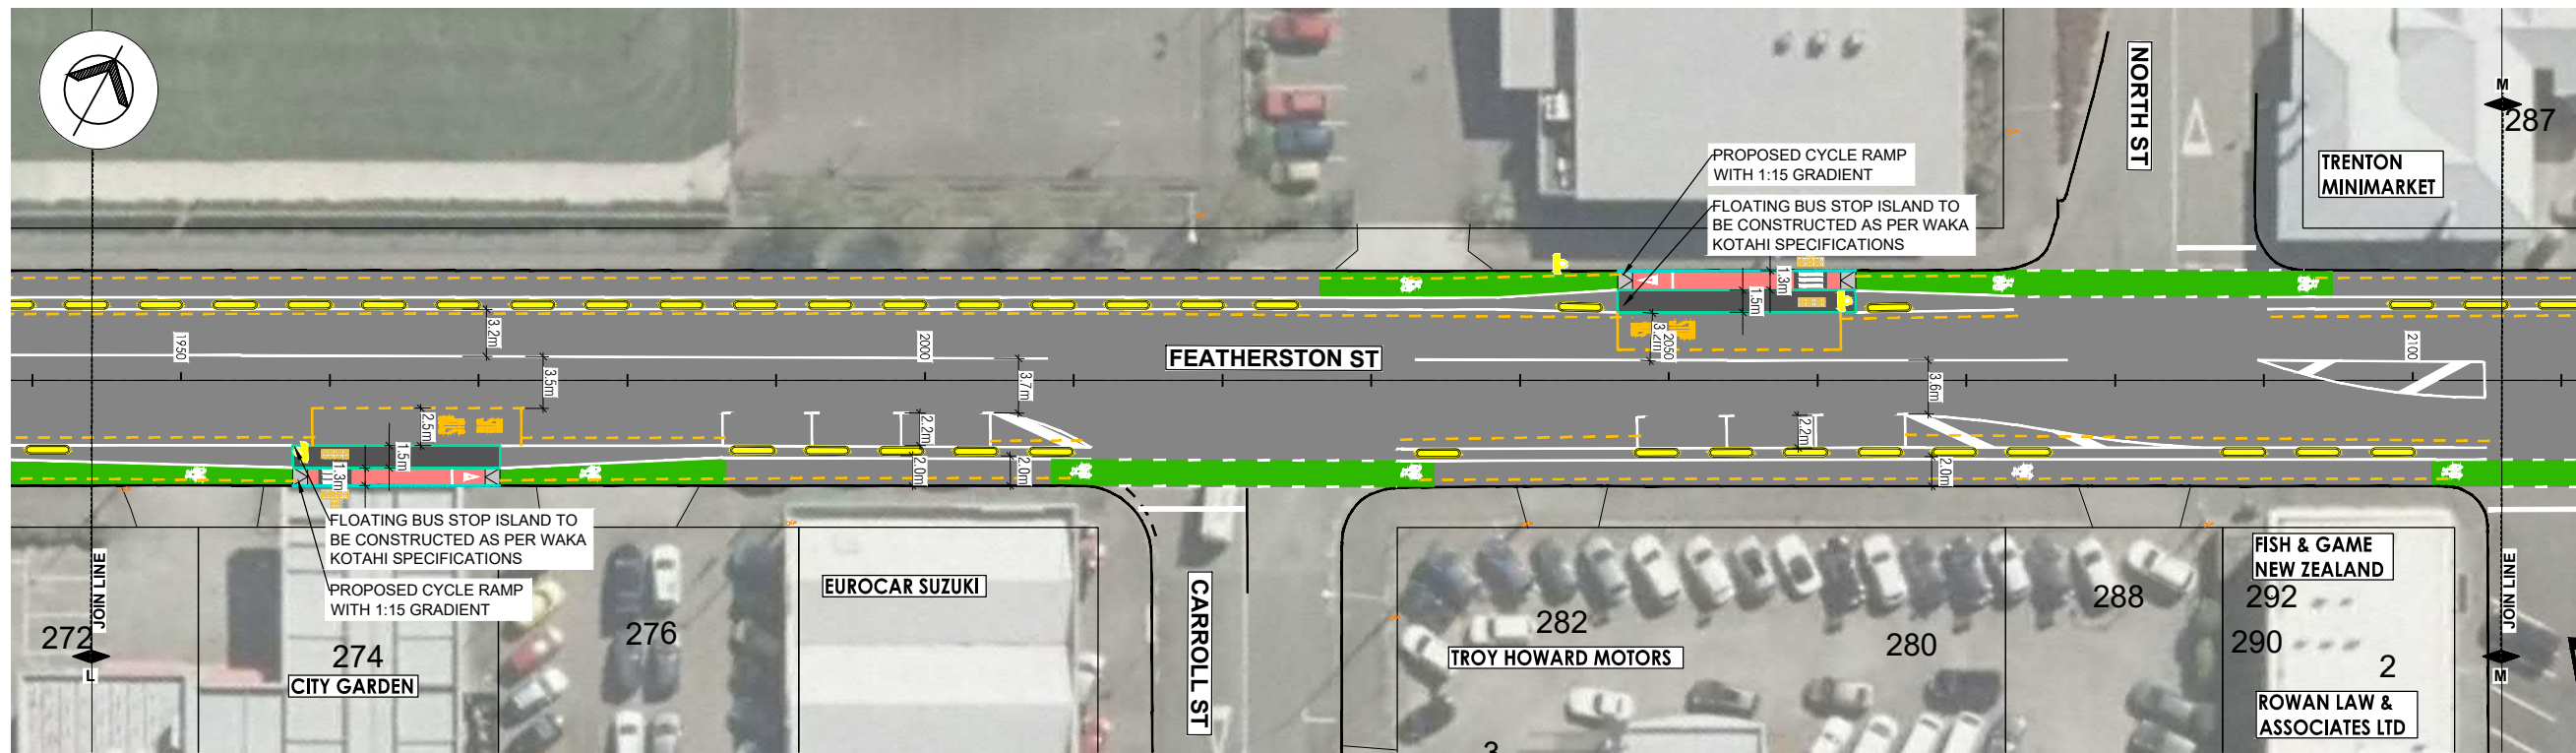 NORTH ST
M
287
TRENTON
MINIMARKET
PROPOSED CYCLE RAMP
WITH 1:15 GRADIENT
FLOATING BUS STOP ISLAND TO
BE CONSTRUCTED AS PER WAKA
KOTAHI SPECIFICATIONS
1.3m
1.5m
3.2m
1950
3.2m
2000
FEATHERSTON ST
2050
2100
3.5m
3.7m
3.6m
2.5m
1.5m
1.3m
2.2m
2.0m
2.0m
2.2m
2.0m
FLOATING BUS STOP ISLAND TO
BE CONSTRUCTED AS PER WAKA
KOTAHI SPECIFICATIONS
PROPOSED CYCLE RAMP
WITH 1:15 GRADIENT
JOIN LINE
L
272
274
CITY GARDEN
276
EUROCAR SUZUKI
CARROLL ST
282
TROY HOWARD MOTORS
280
288
FISH & GAME
NEW ZEALAND
292
290
2
ROWAN LAW &
ASSOCIATES LTD
JOIN LINE
M
3